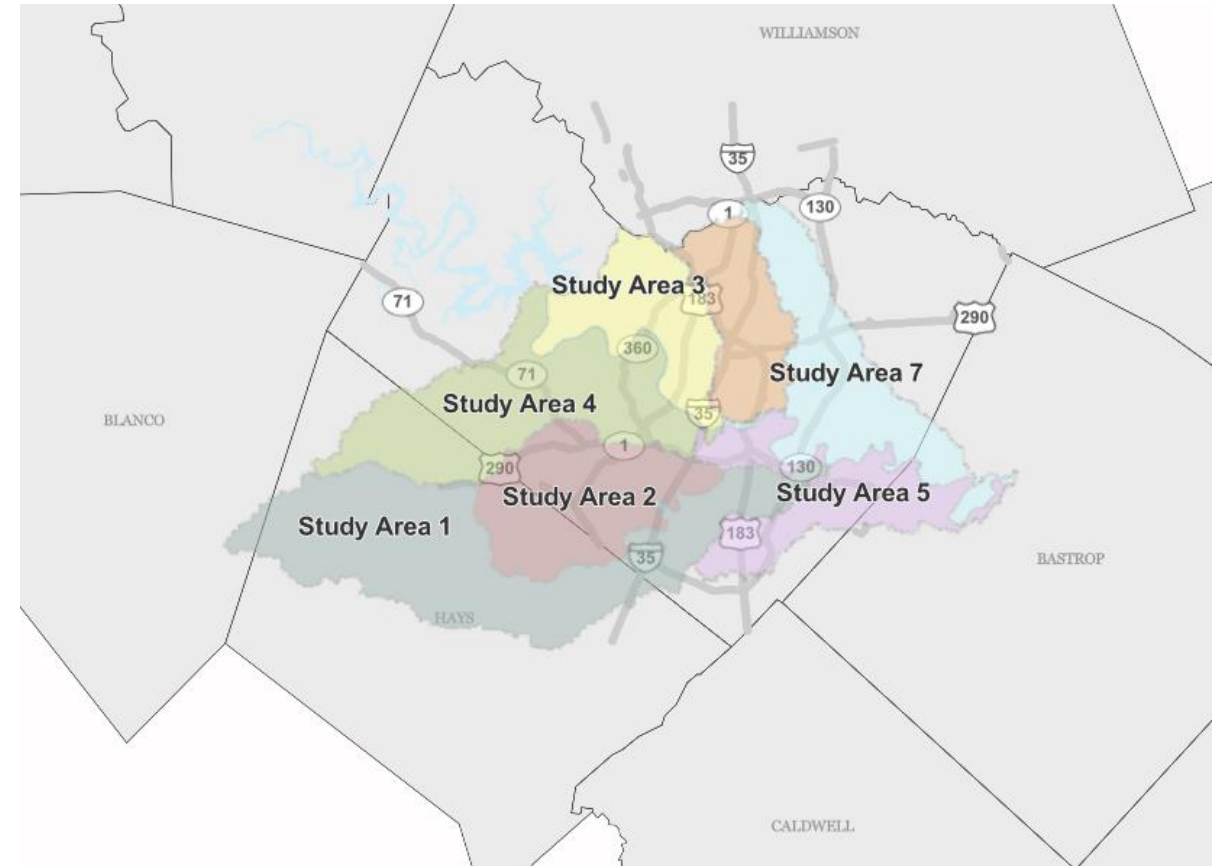 WILLIAMSON
35
1
130
71
290
Study Area 3
183
360
71
Study Area 7
Study Area 4
35
BLANCO
1
290
130
Study Area 2
Study Area 5
Study Area 1
183
35
BASTROP
HAYS
CALDWELL